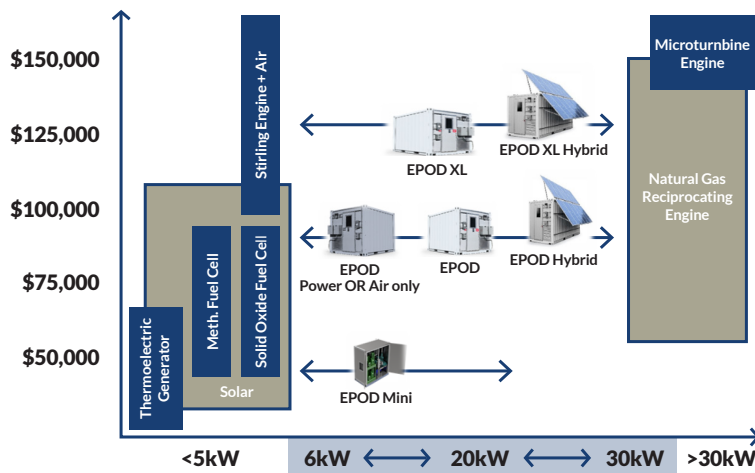 $150,000
$125,000
$100,000
$75,000
$50,000
Thermoelectric
Generator
Meth. Fuel Cell
Solid Oxide Fuel Cell
Solar
Stirling Engine + Air
EPOD XL
EPOD XL Hybrid
EPOD
Power OR Air only
EPOD
EPOD Hybrid
EPOD Mini
Microturnbine
Engine
Natural Gas
Reciprocating
Engine
<5kW
6kW
20kW
30kW
>30kW